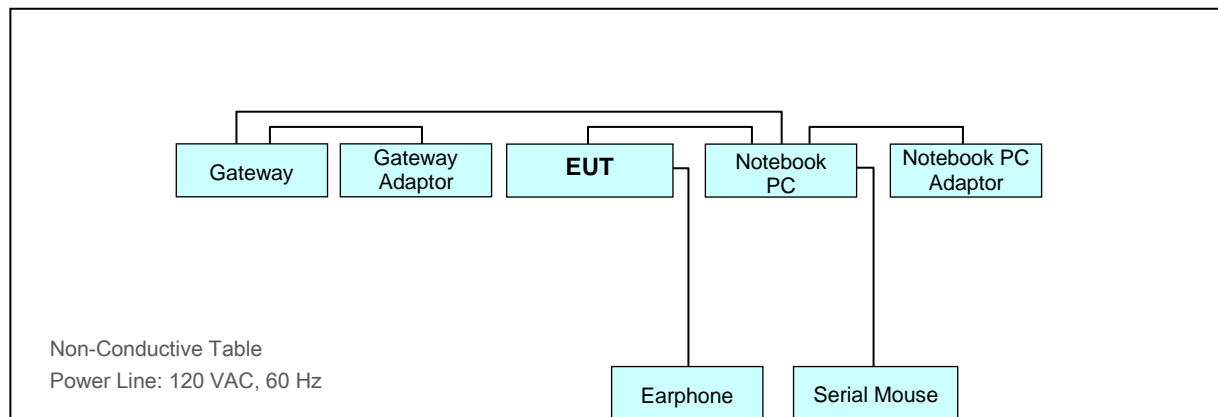 Gateway
Gateway
Adaptor
EUT
Notebook
PC
Notebook PC
Adaptor
Non-Conductive Table
Power Line: 120 VAC, 60 Hz
Earphone
Serial Mouse